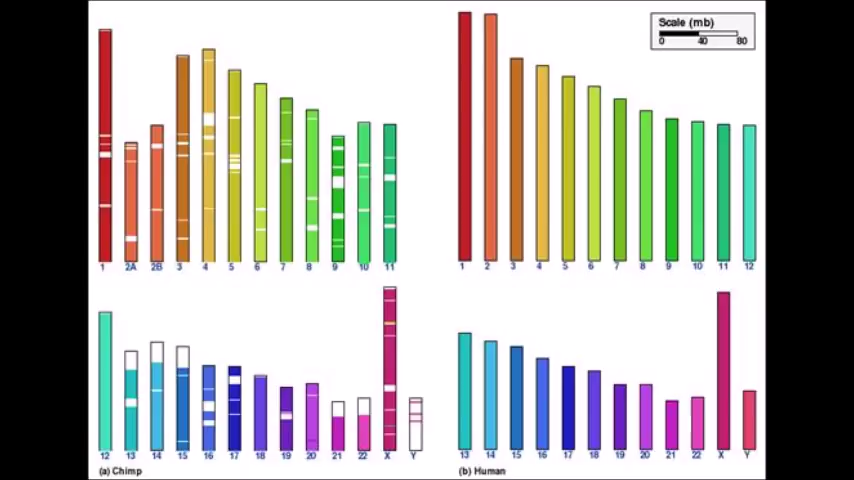 Scale (mb)
0 40 80
1 2A 2B 3 4 5 6 7 8 9 10 11
1 2 3 4 5 6 7 8 9 10 11 12
12 13 14 15 16 17 18 19 20 21 22 X Y
13 14 15 16 17 18 19 20 21 22 X Y
(a) Chimp
(b) Human